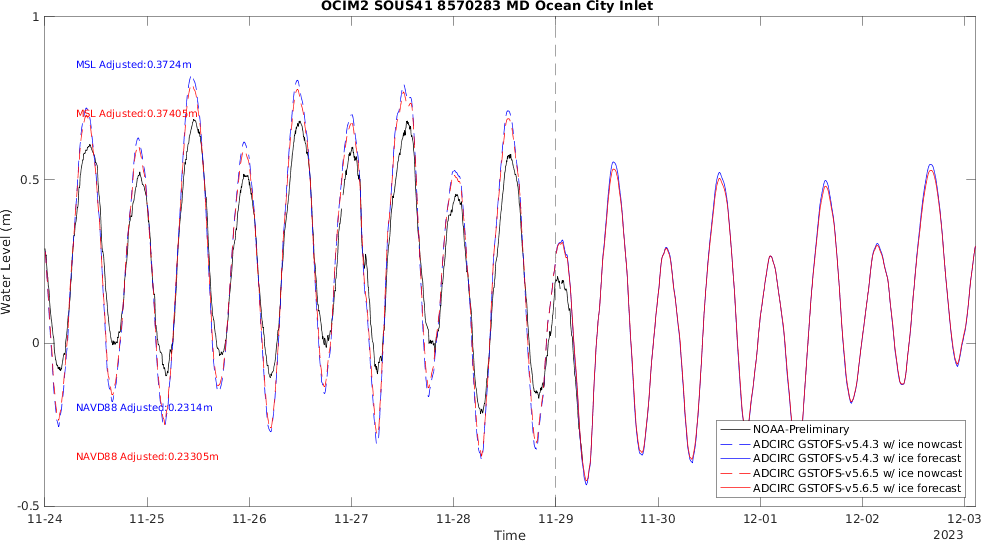 OCIM2 SOUS41 8570283 MD Ocean City Inlet
1
MSL Adjusted:0.3724m
MSL Adjusted:0.37405m
0.5
Water Level (m)
0
NAVD88 Adjusted:0.2314m
NAVD88 Adjusted:0.23305m
NOAA-Preliminary
ADCIRC GSTOFS-v5.4.3 w/ ice nowcast
ADCIRC GSTOFS-v5.4.3 w/ ice forecast
ADCIRC GSTOFS-v5.6.5 w/ ice nowcast
ADCIRC GSTOFS-v5.6.5 w/ ice forecast
-0.5
11-24 11-25 11-26 11-27 11-28 11-29 11-30 12-01 12-02 12-03
Time
2023